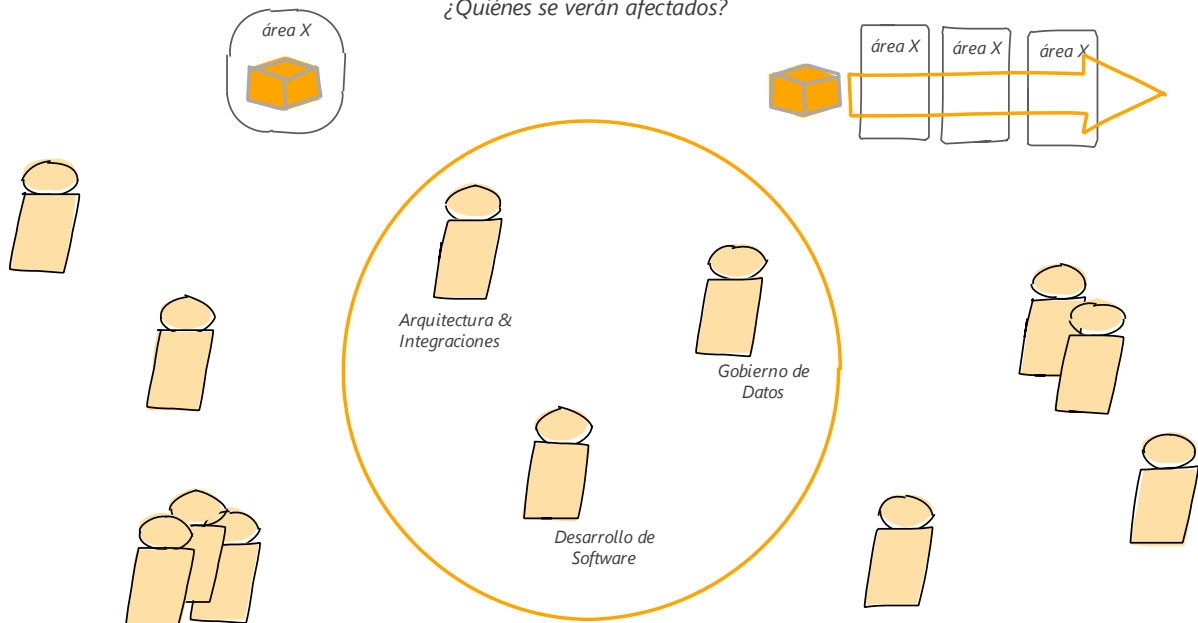 ¿Quiénes se verán afectados?
área X
área X
área X
área X
Arquitectura &
Integraciones
Gobierno de
Datos
Desarrollo de
Software